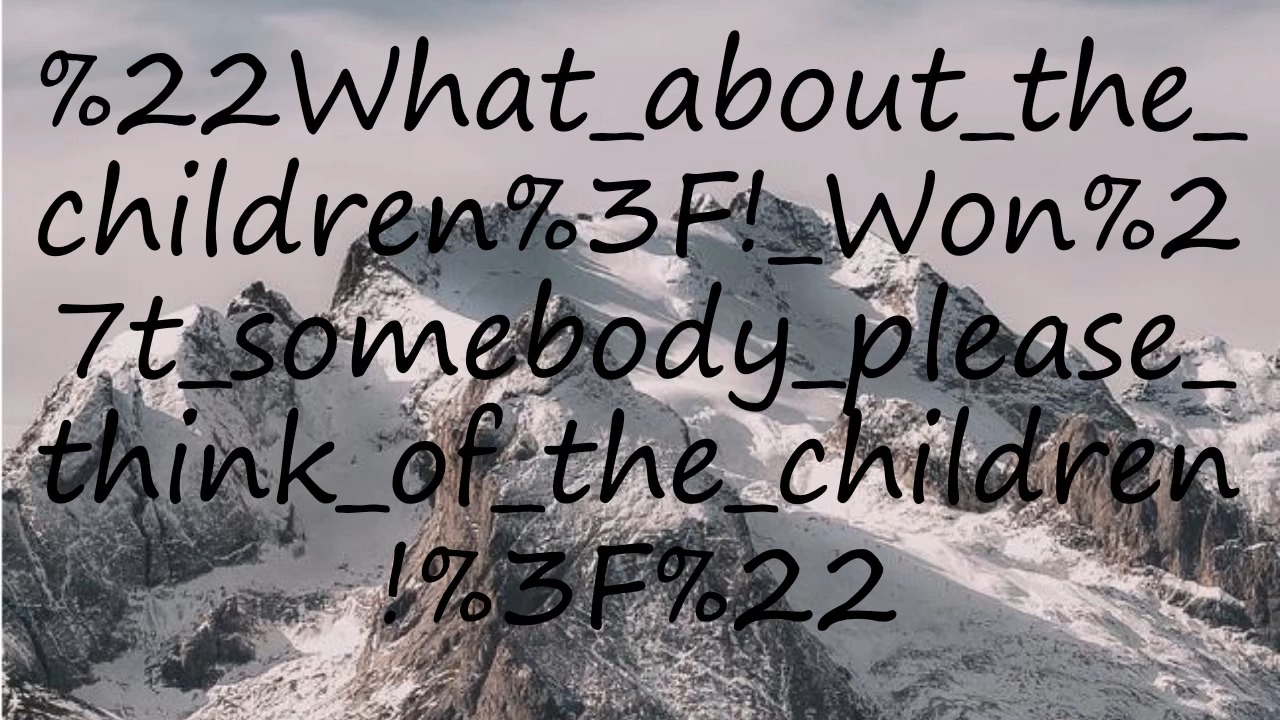 %22What_about_the_
children%3F!_Won%2
7t_somebody_please_
think_of_the_children
!%3F%22